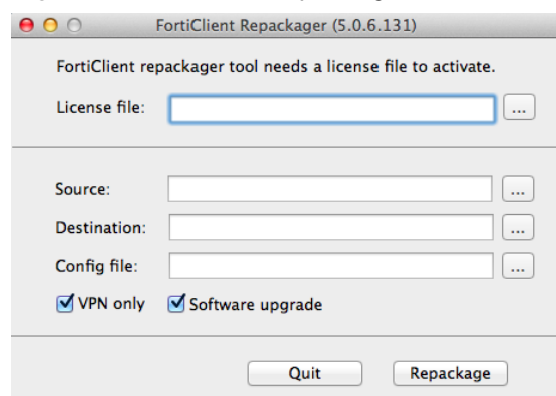 FortiClient Repackager (5.0.6.131)
FortiClient repackager tool needs a license file to activate.
License file: ...
Source: ...
Destination: ...
Config file: ...
VPN only Software upgrade
Quit Repackage